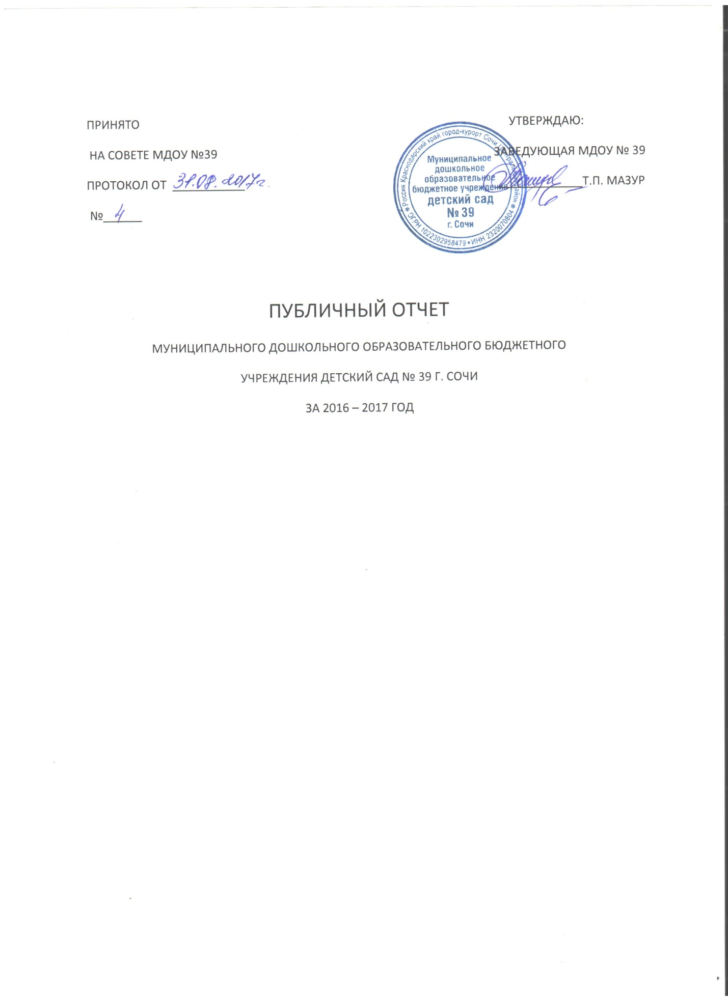 ПРИНЯТО
НА СОВЕТЕ МДОУ №39
ПРОТОКОЛ ОТ 31.08.2017г.
№ 4
УТВЕРЖДАЮ:
ЗАВЕДУЮЩАЯ МДОУ № 39
Т.П. МАЗУР
Россия Краснодарский край город-курорт Сочи Центральный район
ОГРН 1022302958479 • ИНН 2320070804
Муниципальное
дошкольное
образовательное
бюджетное учреждение
детский сад
№ 39
г. Сочи
ПУБЛИЧНЫЙ ОТЧЕТ
МУНИЦИПАЛЬНОГО ДОШКОЛЬНОГО ОБРАЗОВАТЕЛЬНОГО БЮДЖЕТНОГО
УЧРЕЖДЕНИЯ ДЕТСКИЙ САД № 39 Г. СОЧИ
ЗА 2016 – 2017 ГОД